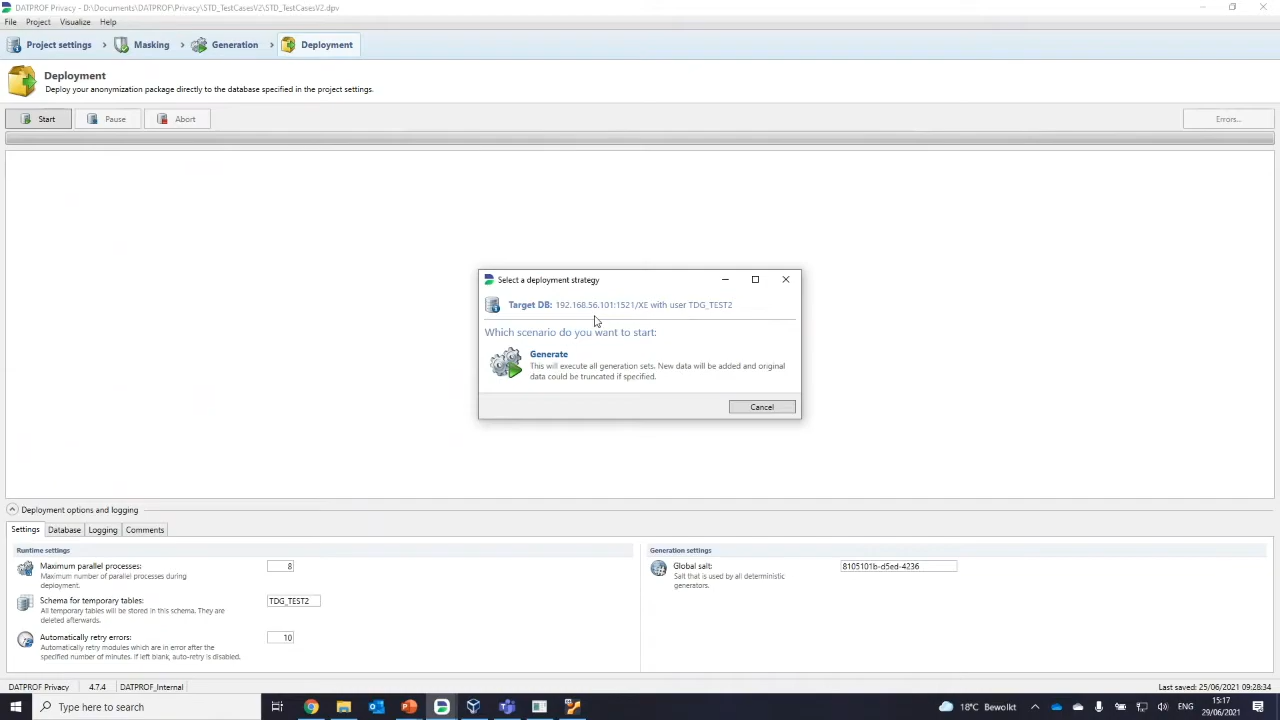 DATPROF Privacy - D:\Documents\DATPROF\Privacy\STD_TestCasesV2\STD_TestCasesV2.dpv
File Project Visualize Help
Project settings Masking Generation Deployment
Deployment
Deploy your anonymization package directly to the database specified in the project settings.
Start Pause Abort Errors...
Select a deployment strategy
Target DB: 192.168.56.101:1521/XE with user TDG_TEST2
Which scenario do you want to start:
Generate
This will execute all generation sets. New data will be added and original
data could be truncated if specified.
Cancel
Deployment options and logging
Settings Database Logging Comments
Runtime settings
Maximum parallel processes: 8
Maximum number of parallel processes during
deployment.
Schema for temporary tables: TDG_TEST2
All temporary tables will be stored in this schema. They are
deleted afterwards.
Automatically retry errors: 10
Automatically retry modules which are in error after the
specified number of minutes. if left blank, auto-retry is disabled.
Generation settings
Global salt: 8105101b-d5ed-4236
Salt that is used by all deterministic
generators.
DATPROF Privacy 4.7.4 DATPROF_Internal Last saved: 25/06/2021 09:28:34
Type here to search
18°C Bewolkt
ENG
15:17
29/06/2021